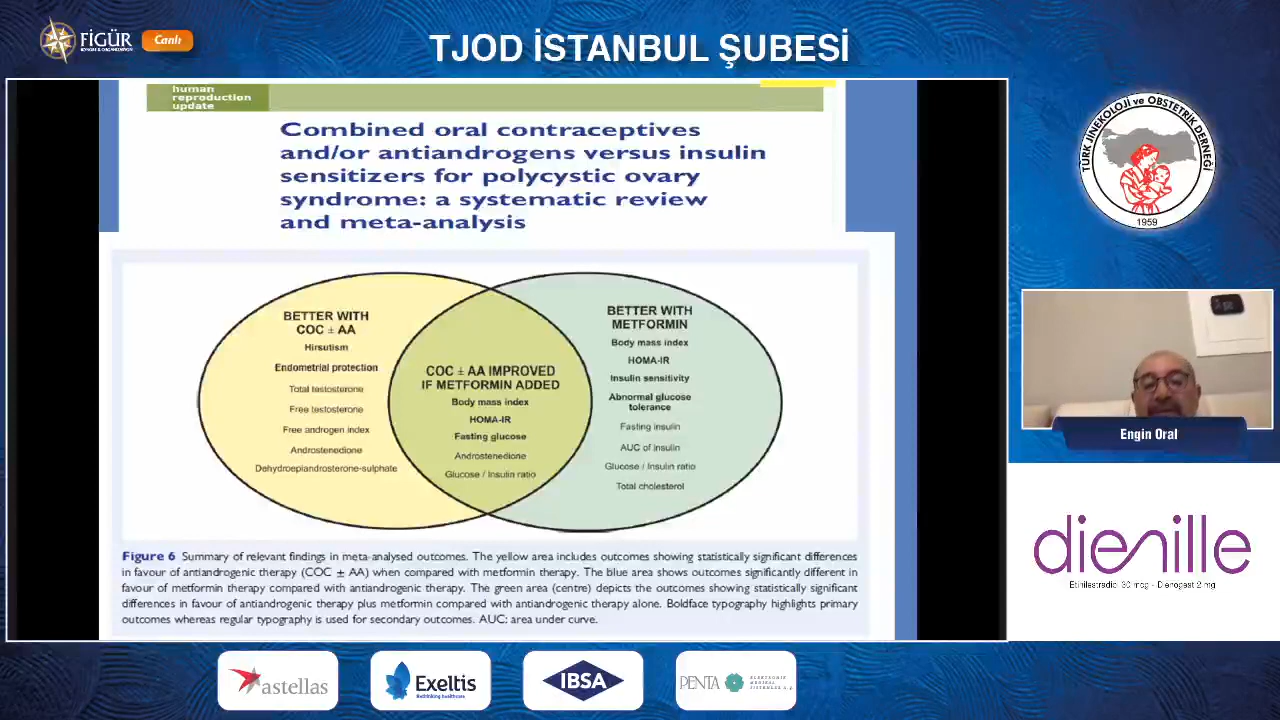 FİGÜR
KONGRE & ORGANİZASYON
Canlı
TJOD İSTANBUL ŞUBESİ
human
reproduction
update
Combined oral contraceptives
and/or antiandrogens versus insulin
sensitizers for polycystic ovary
syndrome: a systematic review
and meta-analysis
BETTER WITH
COC ± AA
Hirsutism
Endometrial protection
Total testosterone
Free testosterone
Free androgen index
Androstenedione
Dehydroepiandrosterone-sulphate
COC ± AA IMPROVED
IF METFORMIN ADDED
Body mass index
HOMA-IR
Fasting glucose
Androstenedione
Glucose / Insulin ratio
BETTER WITH
METFORMIN
Body mass index
HOMA-IR
Insulin sensitivity
Abnormal glucose
tolerance
Fasting insulin
AUC of insulin
Glucose / Insulin ratio
Total cholesterol
Figure 6 Summary of relevant findings in meta-analysed outcomes. The yellow area includes outcomes showing statistically significant differences
in favour of antiandrogenic therapy (COC ± AA) when compared with metformin therapy. The blue area shows outcomes significantly different in
favour of metformin therapy compared with antiandrogenic therapy. The green area (centre) depicts the outcomes showing statistically significant
differences in favour of antiandrogenic therapy plus metformin compared with antiandrogenic therapy alone. Boldface typography highlights primary
outcomes whereas regular typography is used for secondary outcomes. AUC: area under curve.
TÜRK JİNEKOLOJİ ve OBSTETRİK DERNEĞİ
1959
Engin Oral
dienille
Etinilestradiol 30 mcg - Dienogest 2 mg
astellas
Exeltis
Rethinking healthcare
IBSA
PENTA
ELEKTRONİK
MEDİKAL
SİSTEMLER A.Ş.